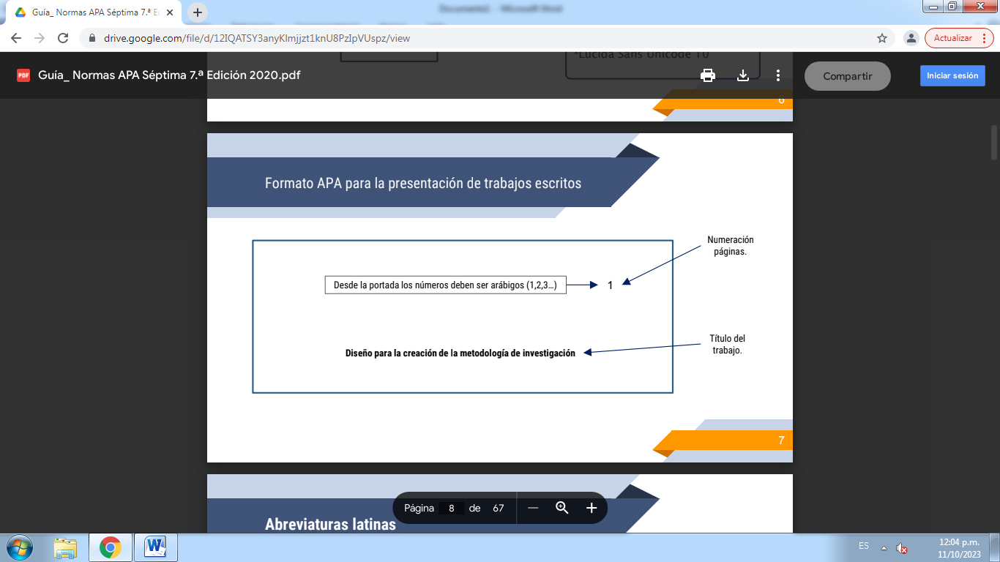 Documento1 - Microsoft Word
Guía_ Normas APA Séptima 7.ª Ec
drive.google.com/file/d/12IQATSY3anyKlmjjzt1knU8PzIpVUspz/view
Actualizar
*Lucida Sans Unicode 10
PDF
Guía_ Normas APA Séptima 7.ª Edición 2020.pdf
Compartir
Iniciar sesión
6
Formato APA para la presentación de trabajos escritos
Numeración
páginas.
Desde la portada los números deben ser arábigos (1,2,3…)
1
Título del
trabajo.
Diseño para la creación de la metodología de investigación
7
Página 8 de 67
Abreviaturas latinas
ES
12:04 p.m.
11/10/2023